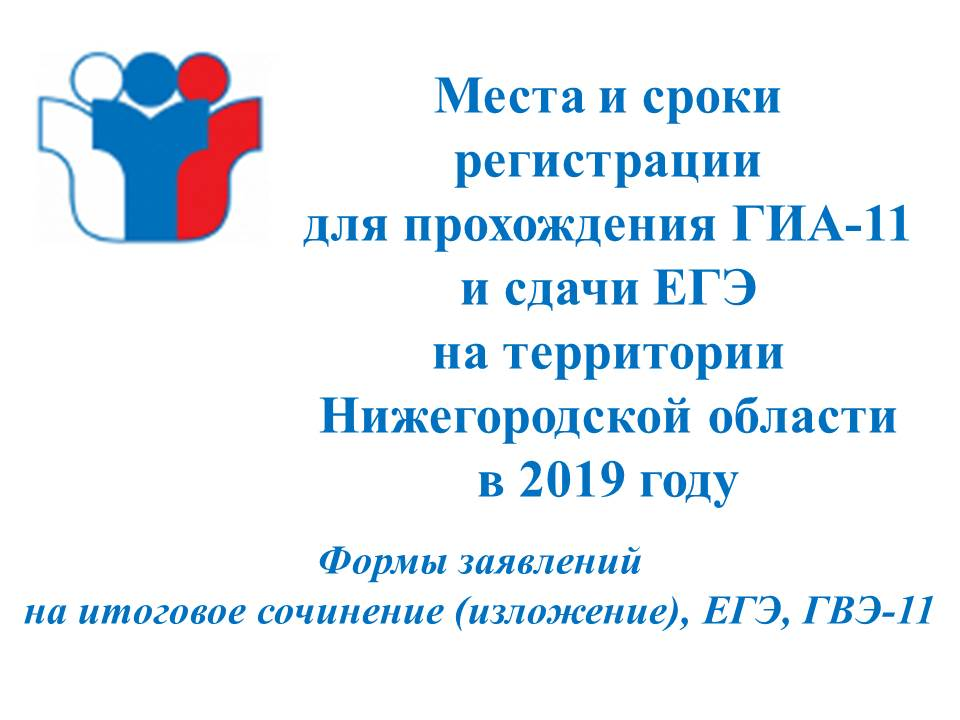 Места и сроки
регистрации
для прохождения ГИА-11
и сдачи ЕГЭ
на территории
Нижегородской области
в 2019 году
Формы заявлений
на итоговое сочинение (изложение), ЕГЭ, ГВЭ-11